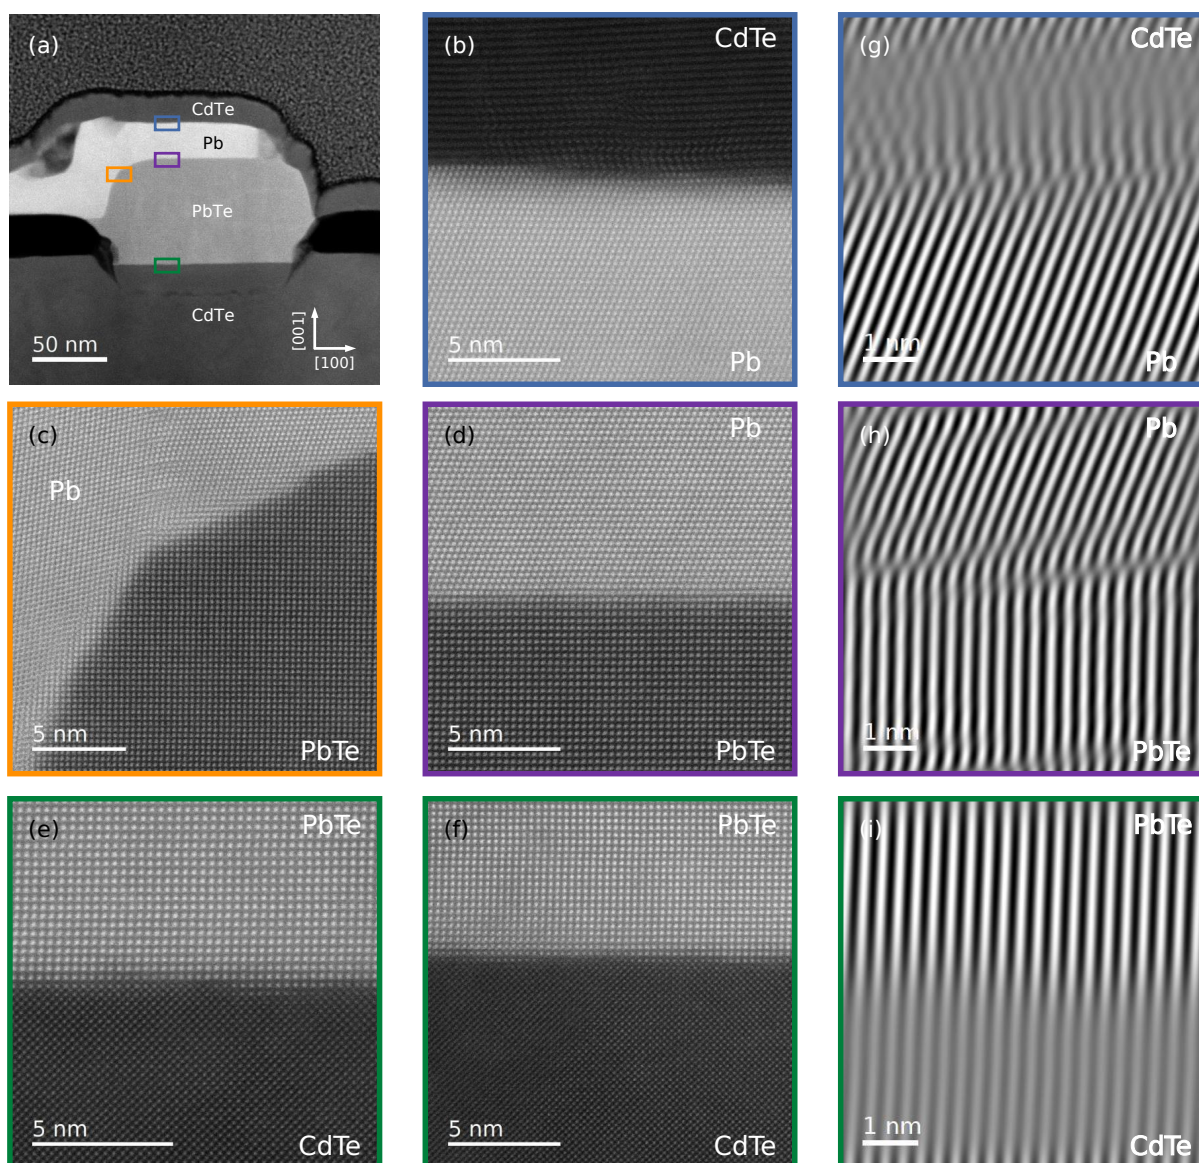 (a)
CdTe
Pb
PbTe
CdTe
50 nm
[001]
[100]
(b)
CdTe
5 nm
Pb
(g)
CdTe
1 nm
Pb
(c)
Pb
5 nm
PbTe
(d)
Pb
5 nm
PbTe
(h)
Pb
1 nm
PbTe
(e)
PbTe
5 nm
CdTe
(f)
PbTe
5 nm
CdTe
(i)
PbTe
1 nm
CdTe